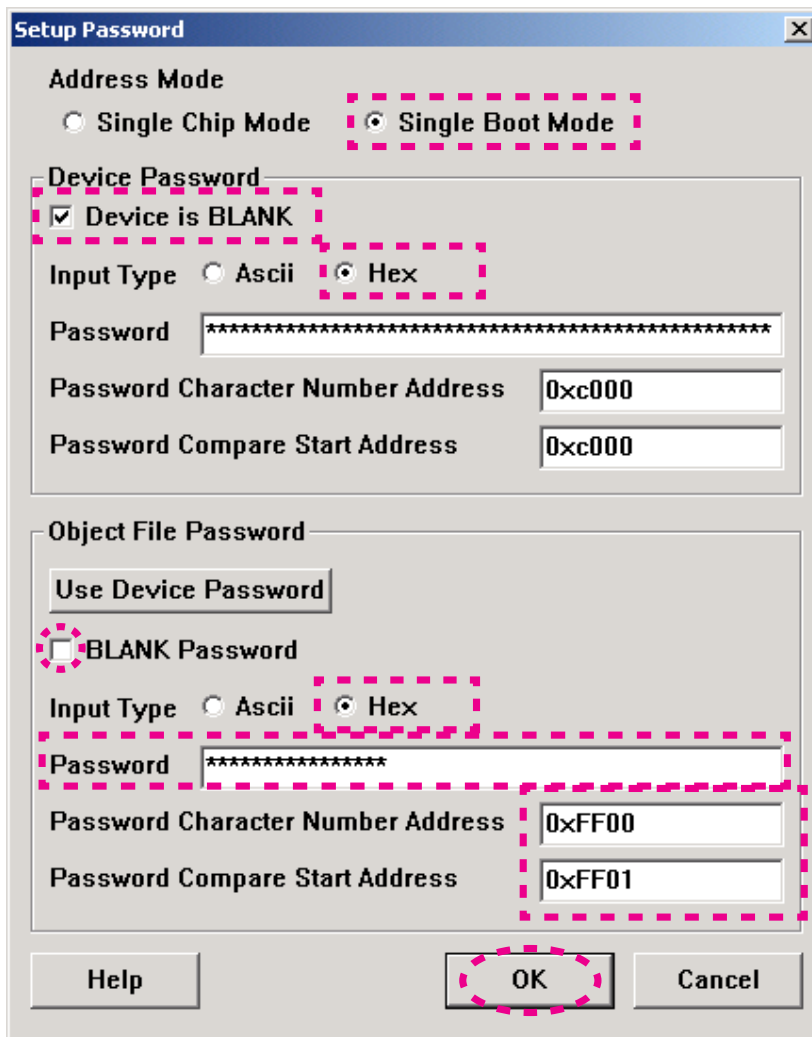 Setup Password
Address Mode
Single Chip Mode Single Boot Mode
Device Password
Device is BLANK
Input Type Ascii Hex
Password **************************************************
Password Character Number Address 0xc000
Password Compare Start Address 0xc000
Object File Password
Use Device Password
BLANK Password
Input Type Ascii Hex
Password ****************
Password Character Number Address 0xFF00
Password Compare Start Address 0xFF01
Help OK Cancel